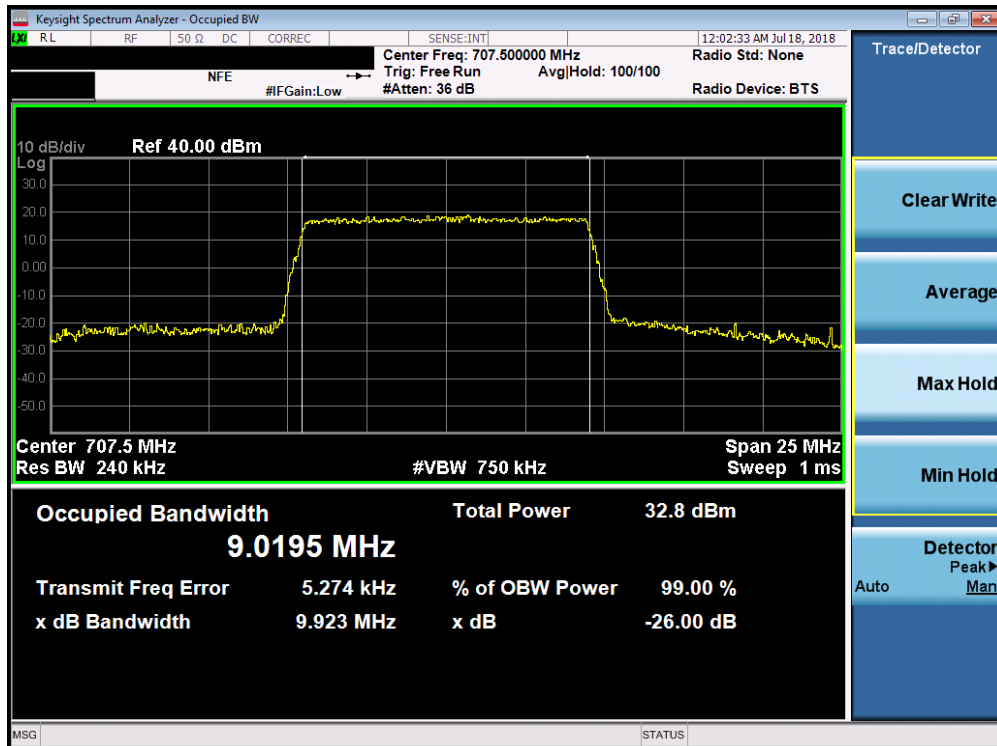 Keysight Spectrum Analyzer - Occupied BW
LXI RL RF 50 Ω DC CORREC SENSE:INT 12:02:33 AM Jul 18, 2018
Center Freq: 707.500000 MHz Radio Std: None
NFE Trig: Free Run Avg|Hold: 100/100
#IFGain:Low #Atten: 36 dB Radio Device: BTS
10 dB/div Ref 40.00 dBm
Log
30.0
20.0
10.0
0.00
-10.0
-20.0
-30.0
-40.0
-50.0
Center 707.5 MHz Span 25 MHz
Res BW 240 kHz #VBW 750 kHz Sweep 1 ms
Occupied Bandwidth Total Power 32.8 dBm
9.0195 MHz
Transmit Freq Error 5.274 kHz % of OBW Power 99.00 %
x dB Bandwidth 9.923 MHz x dB -26.00 dB
MSG STATUS
Trace/Detector
Clear Write
Average
Max Hold
Min Hold
Detector
Peak▶
Auto Man